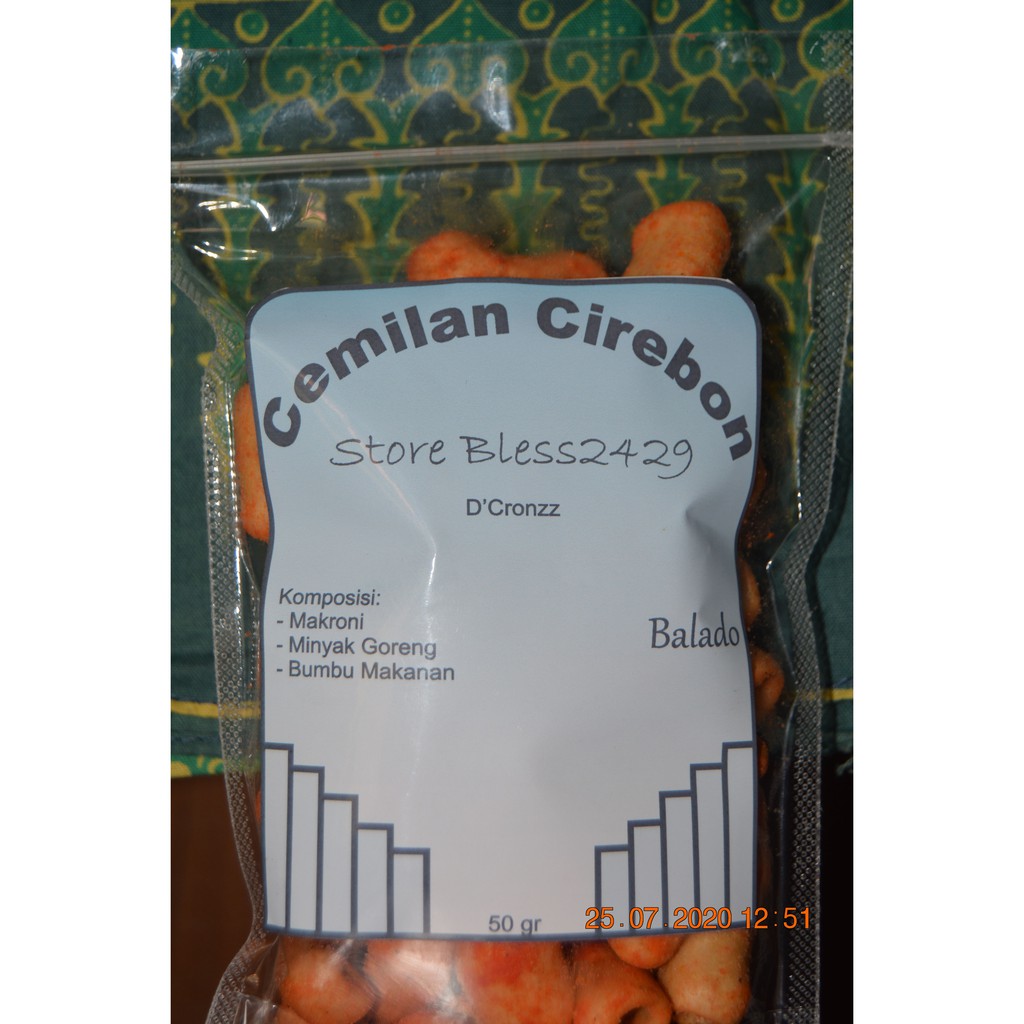 Cemilan Cirebon
Store Bless2429
D'Cronzz
Komposisi:
- Makroni
- Minyak Goreng
- Bumbu Makanan
Balado
50 gr
25.07.2020 12:51